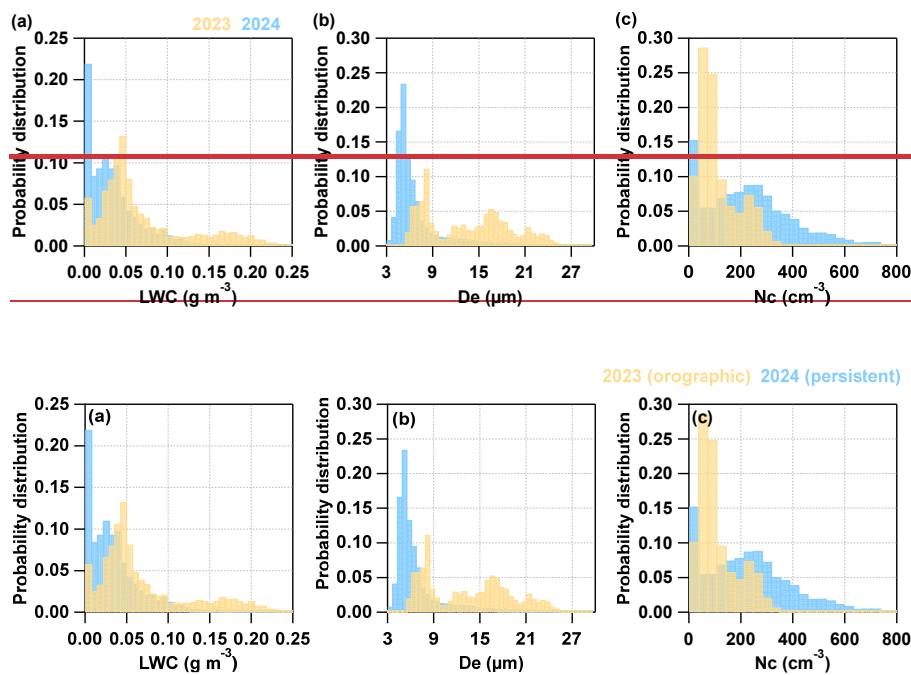 (a) 2023 2024 (b) (c)
0.25 0.30 0.30
0.20 0.25 0.25
0.15 0.20 0.20
0.10 0.15 0.15
0.05 0.10 0.10
0.00 0.05 0.05
0.00 0.00
Probability distribution Probability distribution Probability distribution
0.00 0.05 0.10 0.15 0.20 0.25 3 9 15 21 27 0 200 400 600 800
LWC (g m-3) De (µm) Nc (cm-3)
2023 (orographic) 2024 (persistent)
(a) (b) (c)
0.25 0.30 0.30
0.20 0.25 0.25
0.15 0.20 0.20
0.10 0.15 0.15
0.05 0.10 0.10
0.00 0.05 0.05
0.00 0.00
Probability distribution Probability distribution Probability distribution
0.00 0.05 0.10 0.15 0.20 0.25 3 9 15 21 27 0 200 400 600 800
LWC (g m-3) De (µm) Nc (cm-3)